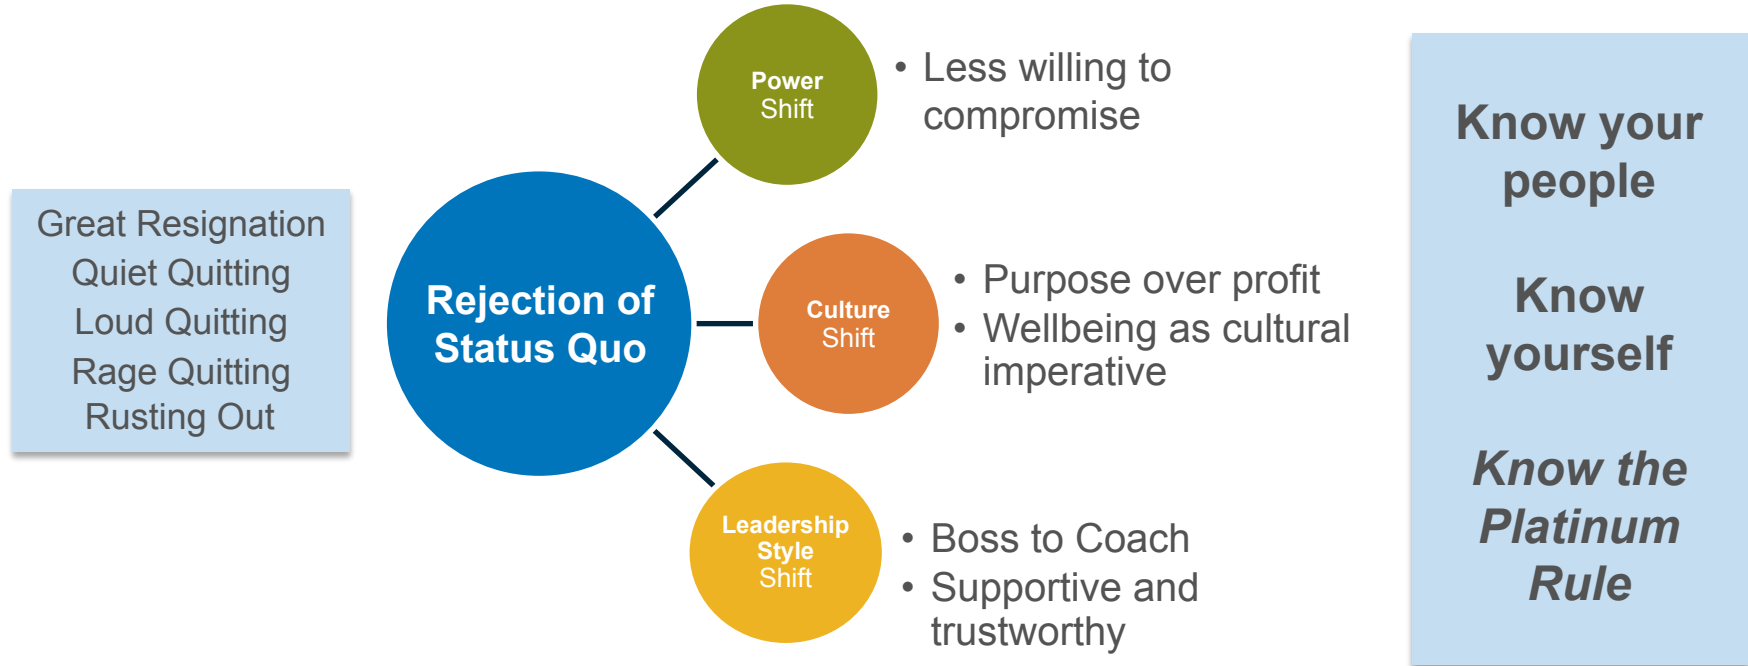 Great Resignation
Quiet Quitting
Loud Quitting
Rage Quitting
Rusting Out
Rejection of
Status Quo
Power
Shift
• Less willing to
compromise
Culture
Shift
• Purpose over profit
• Wellbeing as cultural
imperative
Leadership
Style
Shift
• Boss to Coach
• Supportive and
trustworthy
Know your
people
Know
yourself
Know the
Platinum
Rule